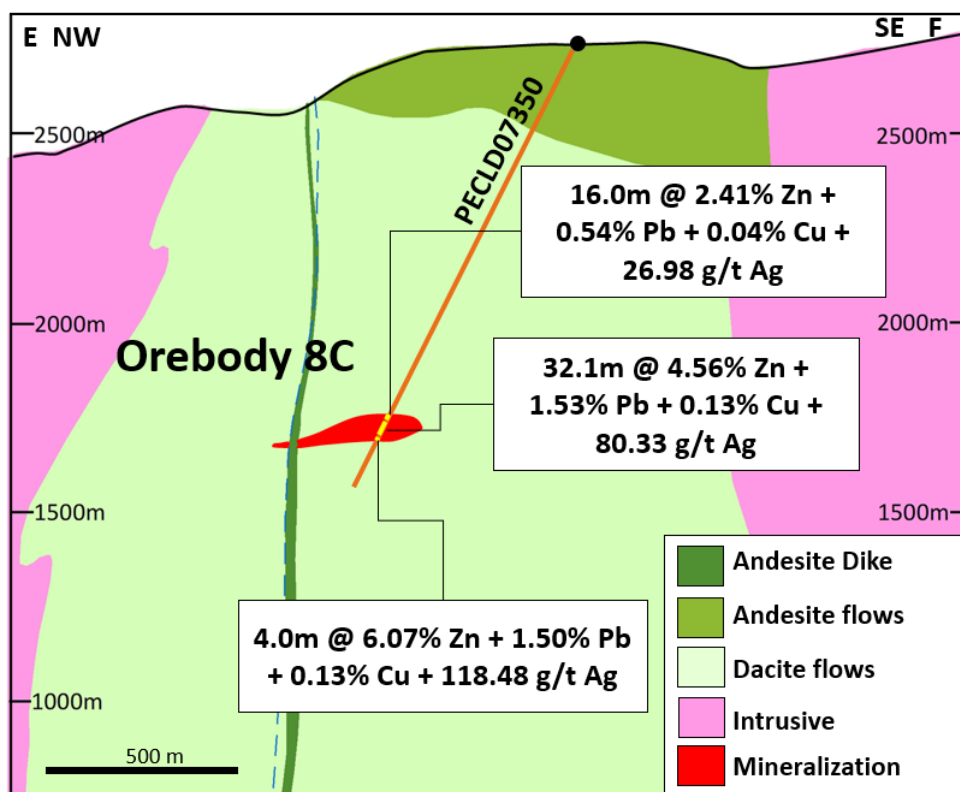 E NW
SE F
2500m
2500m
PECLD07350
16.0m @ 2.41% Zn +
0.54% Pb + 0.04% Cu +
26.98 g/t Ag
2000m
2000m
Orebody 8C
32.1m @ 4.56% Zn +
1.53% Pb + 0.13% Cu +
80.33 g/t Ag
1500m
1500m
4.0m @ 6.07% Zn + 1.50% Pb
+ 0.13% Cu + 118.48 g/t Ag
1000m
500 m
Andesite Dike
Andesite flows
Dacite flows
Intrusive
Mineralization